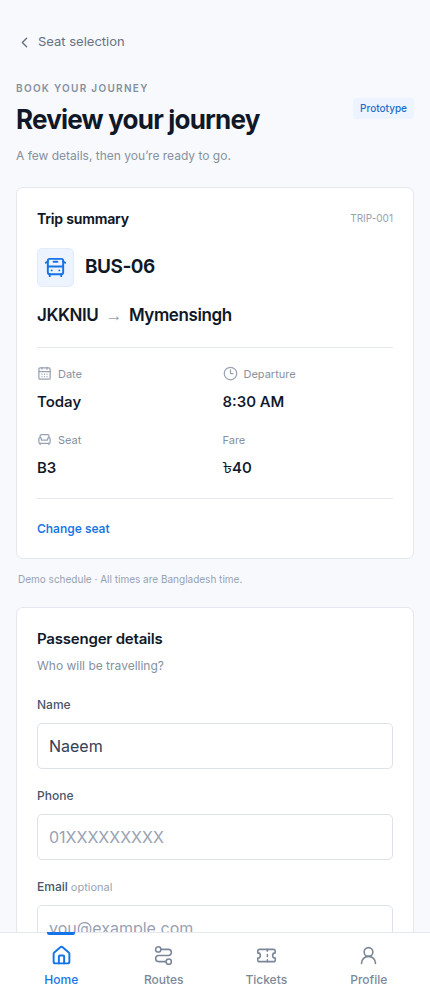 Seat selection
BOOK YOUR JOURNEY
Review your journey
Prototype
A few details, then you're ready to go.
Trip summary
TRIP-001
BUS-06
JKKNIU → Mymensingh
Date
Departure
Today
8:30 AM
Seat
Fare
B3
৳40
Change seat
Demo schedule · All times are Bangladesh time.
Passenger details
Who will be travelling?
Name
Naeem
Phone
01XXXXXXXXX
Email optional
you@example.com
Home
Routes
Tickets
Profile